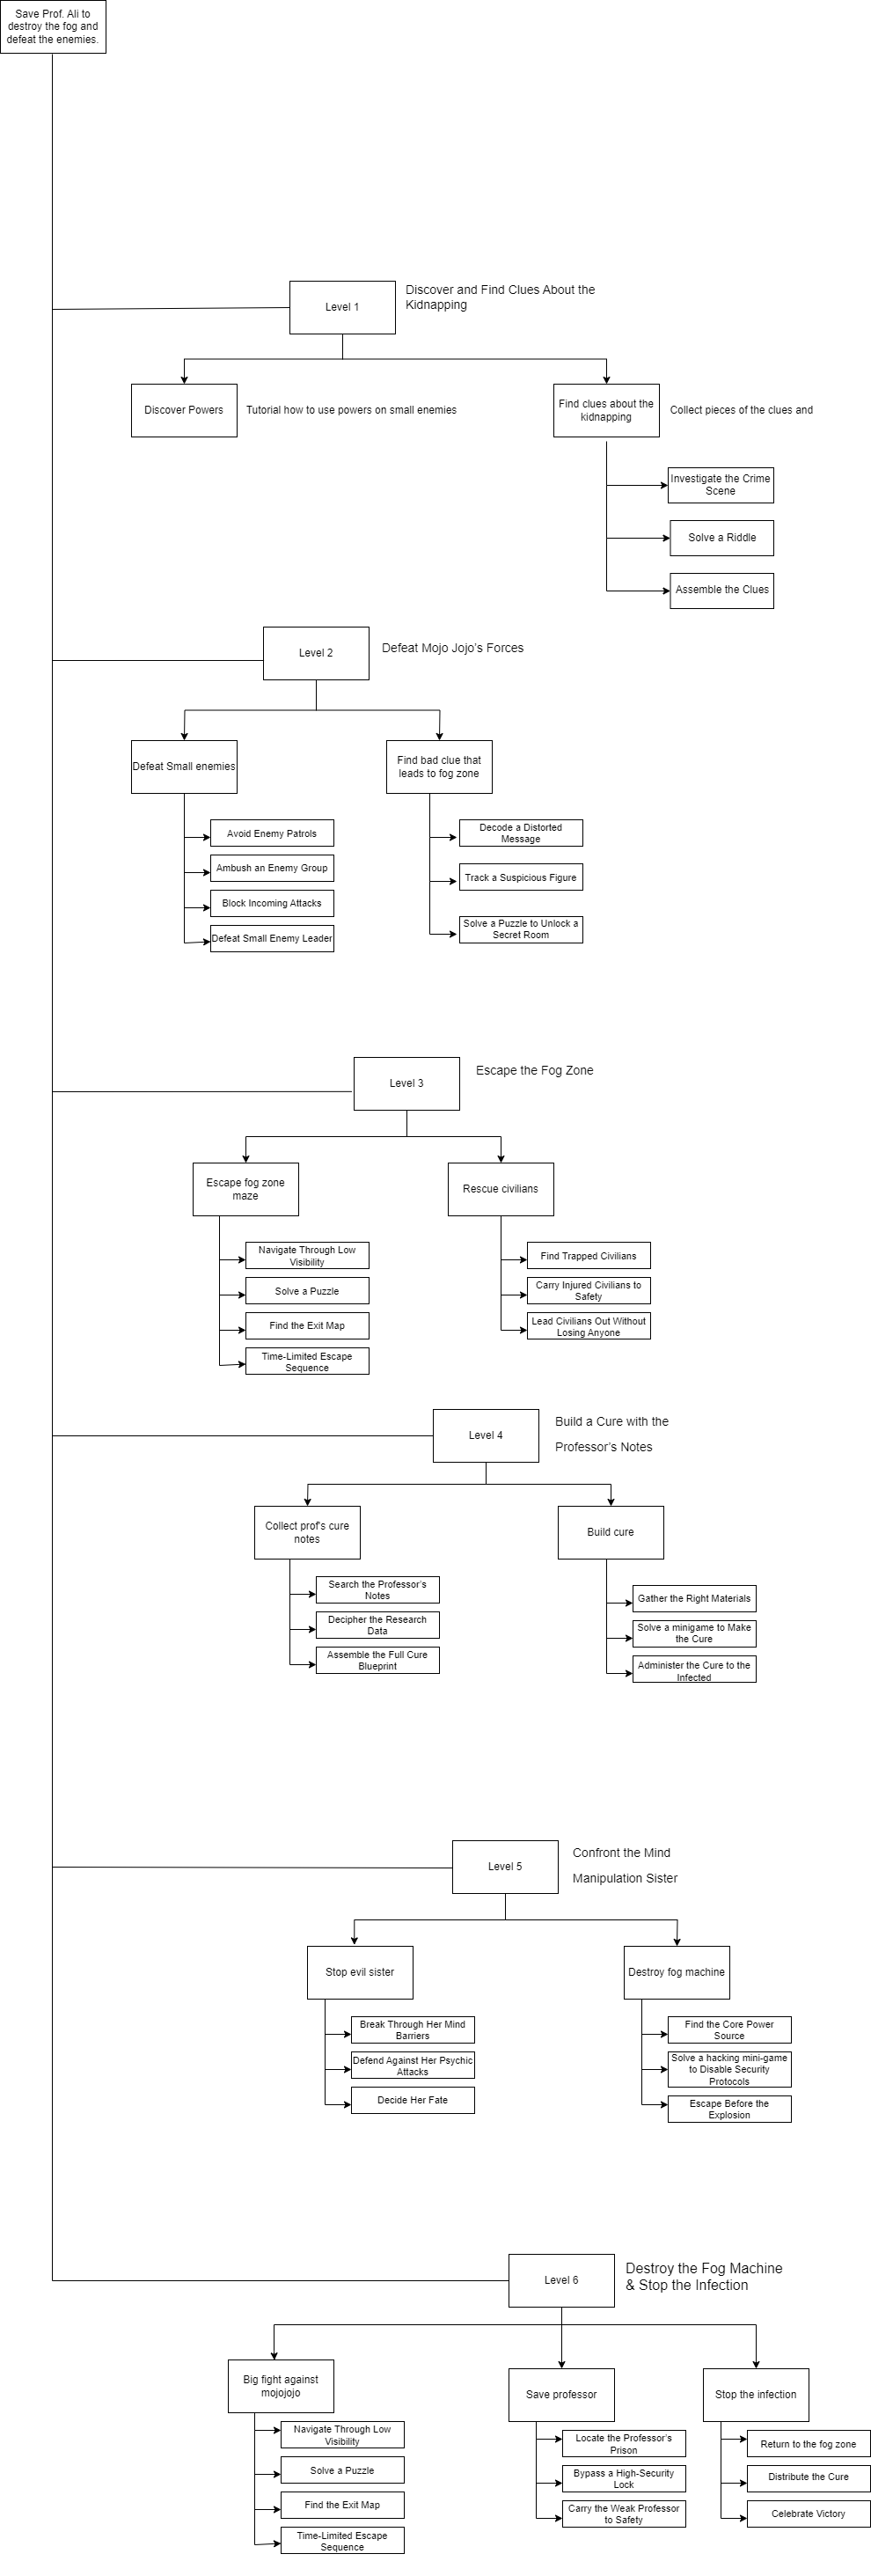 Save Prof. Ali to
destroy the fog and
defeat the enemies.
Level 1
Discover and Find Clues About the
Kidnapping
Discover Powers
Tutorial how to use powers on small enemies
Find clues about the
kidnapping
Collect pieces of the clues and
Investigate the Crime
Scene
Solve a Riddle
Assemble the Clues
Level 2
Defeat Mojo Jojo’s Forces
Defeat Small enemies
Find bad clue that
leads to fog zone
Avoid Enemy Patrols
Ambush an Enemy Group
Block Incoming Attacks
Defeat Small Enemy Leader
Decode a Distorted
Message
Track a Suspicious Figure
Solve a Puzzle to Unlock a
Secret Room
Level 3
Escape the Fog Zone
Escape fog zone
maze
Rescue civilians
Navigate Through Low
Visibility
Solve a Puzzle
Find the Exit Map
Time-Limited Escape
Sequence
Find Trapped Civilians
Carry Injured Civilians to
Safety
Lead Civilians Out Without
Losing Anyone
Level 4
Build a Cure with the
Professor’s Notes
Collect prof's cure
notes
Build cure
Search the Professor’s
Notes
Decipher the Research
Data
Assemble the Full Cure
Blueprint
Gather the Right Materials
Solve a minigame to Make
the Cure
Administer the Cure to the
Infected
Level 5
Confront the Mind
Manipulation Sister
Stop evil sister
Destroy fog machine
Break Through Her Mind
Barriers
Defend Against Her Psychic
Attacks
Decide Her Fate
Find the Core Power
Source
Solve a hacking mini-game
to Disable Security
Protocols
Escape Before the
Explosion
Level 6
Destroy the Fog Machine
& Stop the Infection
Big fight against
mojojojo
Save professor
Stop the infection
Navigate Through Low
Visibility
Solve a Puzzle
Find the Exit Map
Time-Limited Escape
Sequence
Locate the Professor’s
Prison
Bypass a High-Security
Lock
Carry the Weak Professor
to Safety
Return to the fog zone
Distribute the Cure
Celebrate Victory